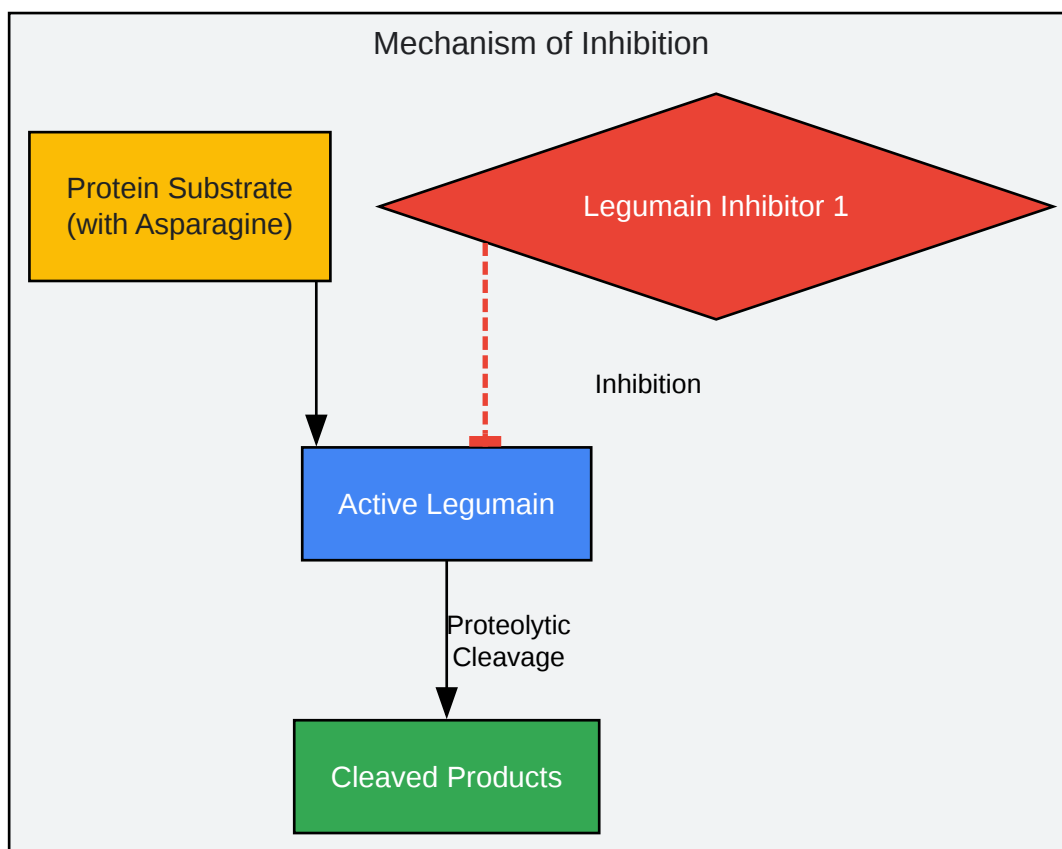 Mechanism of Inhibition
Protein Substrate
(with Asparagine)
Legumain Inhibitor 1
Inhibition
Active Legumain
Proteolytic
Cleavage
Cleaved Products